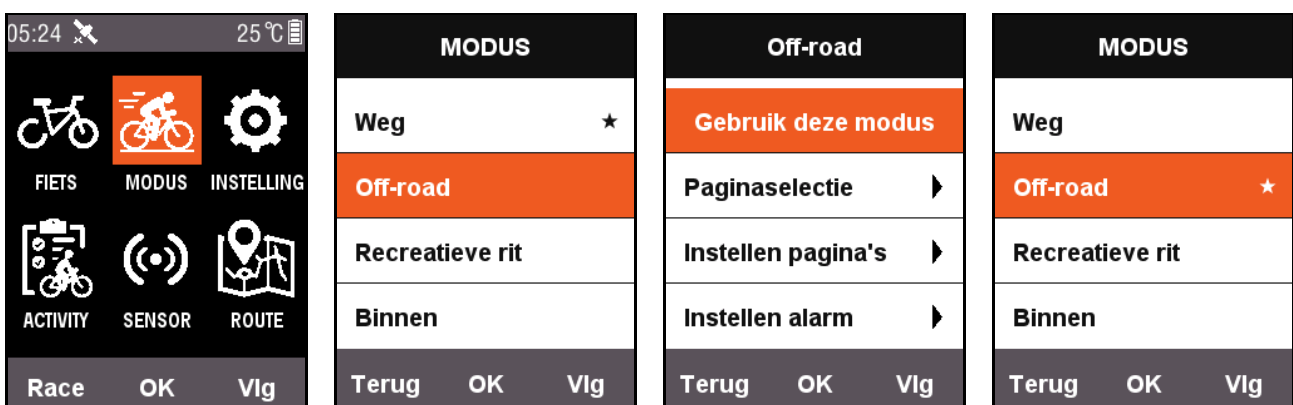 05:24 25 ℃
FIETS MODUS INSTELLING
ACTIVITY SENSOR ROUTE
Race OK Vlg
MODUS
Weg ★
Off-road
Recreatieve rit
Binnen
Terug OK Vlg
Off-road
Gebruik deze modus
Paginaselectie
Instellen pagina's
Instellen alarm
Terug OK Vlg
MODUS
Weg
Off-road ★
Recreatieve rit
Binnen
Terug OK Vlg